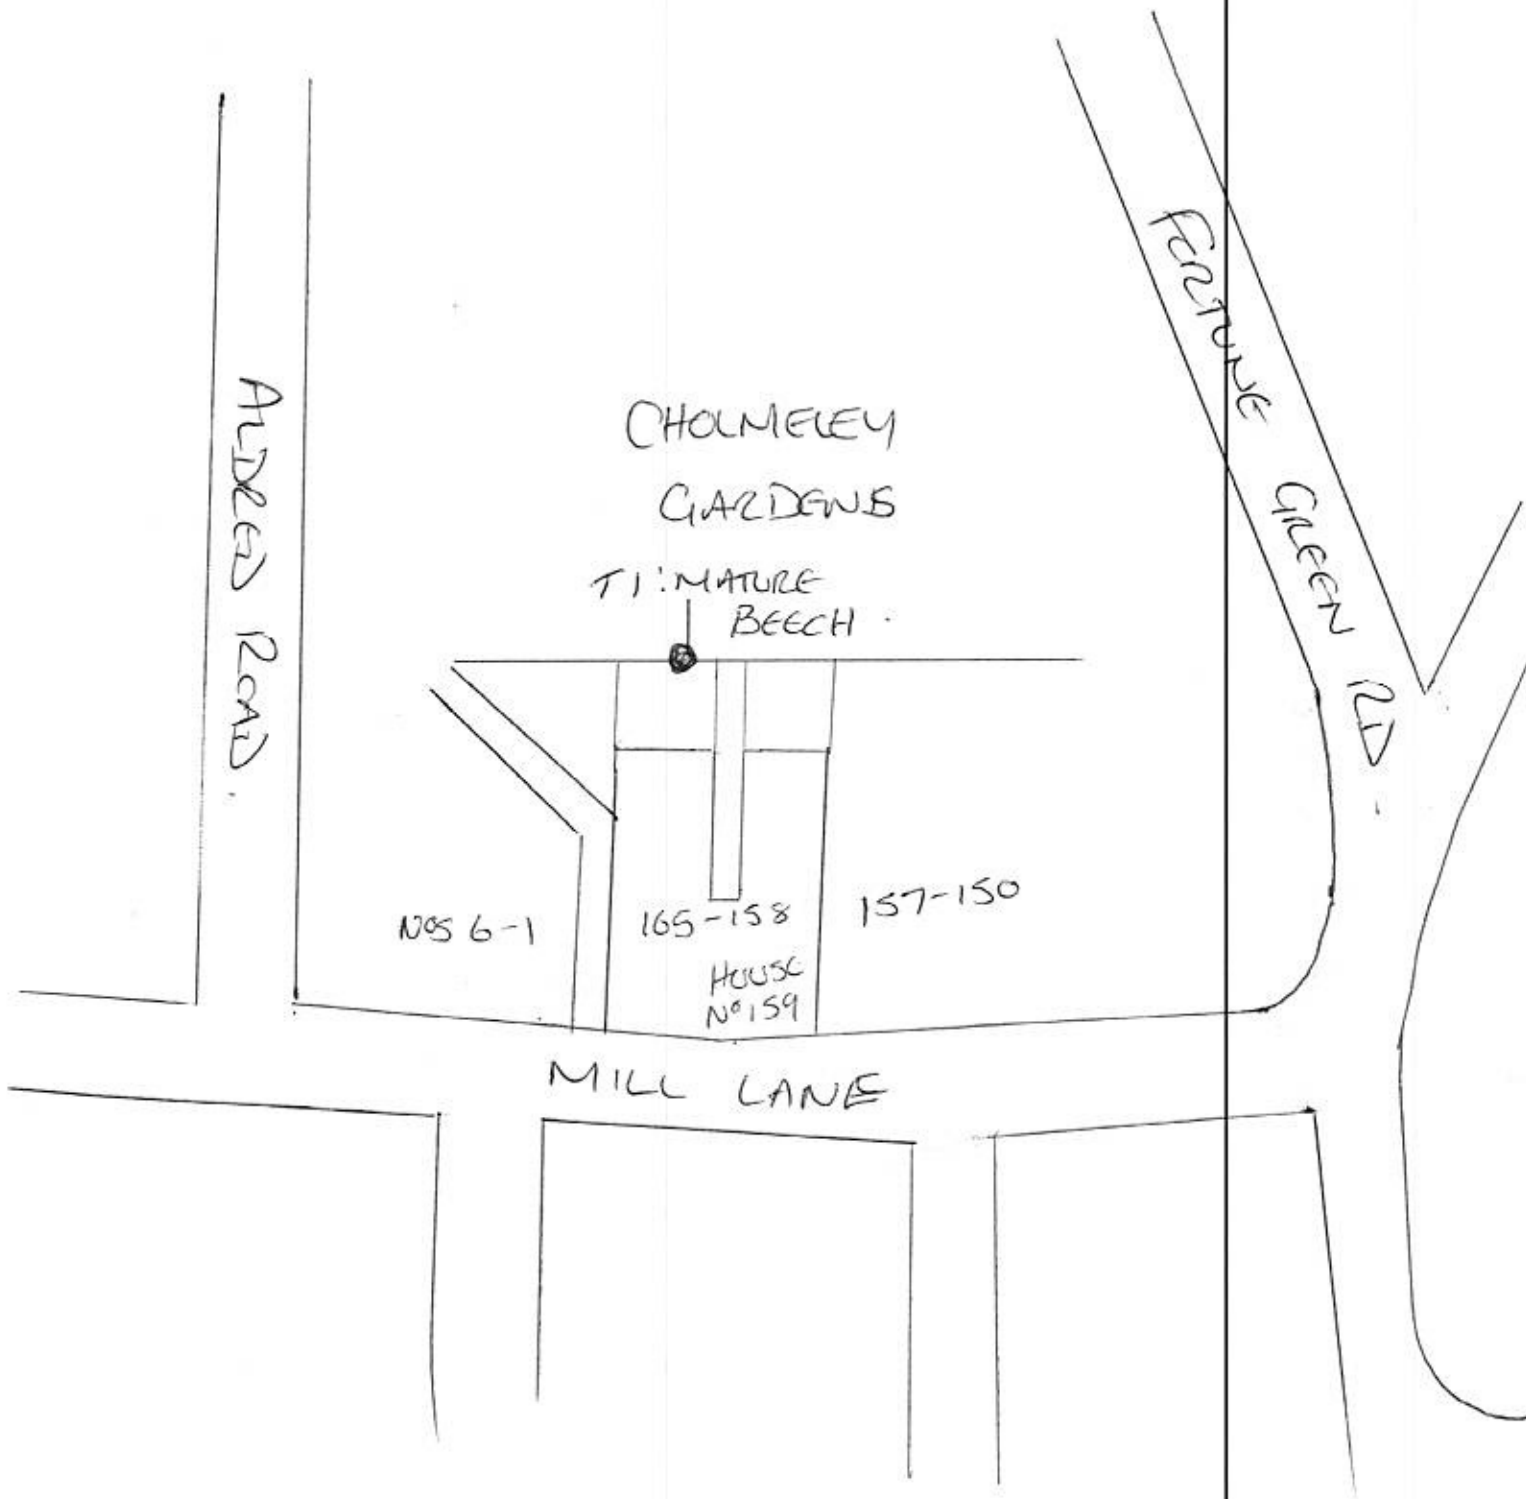 FORTUNE GREEN RD.
ALDRED ROAD.
CHOLMELEY
GARDENS
T1: MATURE
BEECH.
Nos 6-1
165-158
157-150
HOUSE
No 159
MILL LANE